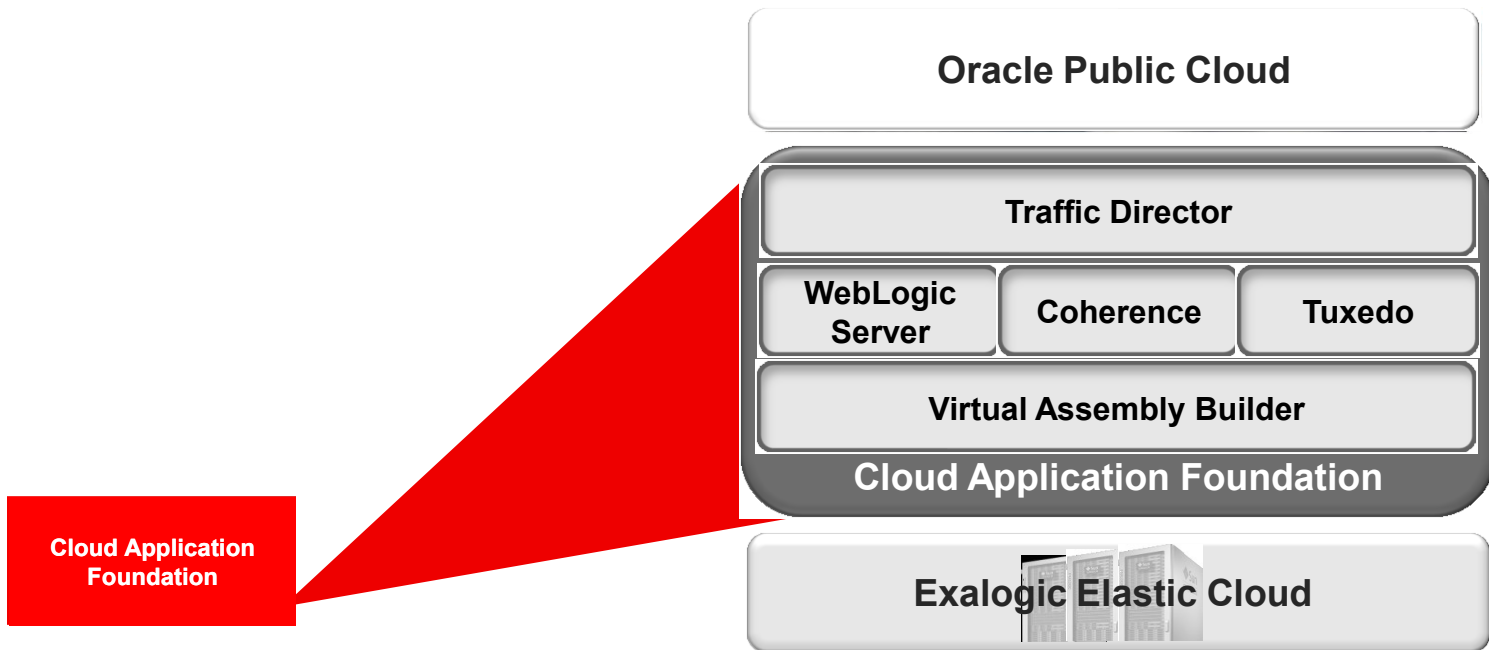 Oracle Public Cloud
Traffic Director
WebLogic
Server
Coherence
Tuxedo
Virtual Assembly Builder
Cloud Application Foundation
Cloud Application
Foundation
Exalogic Elastic Cloud